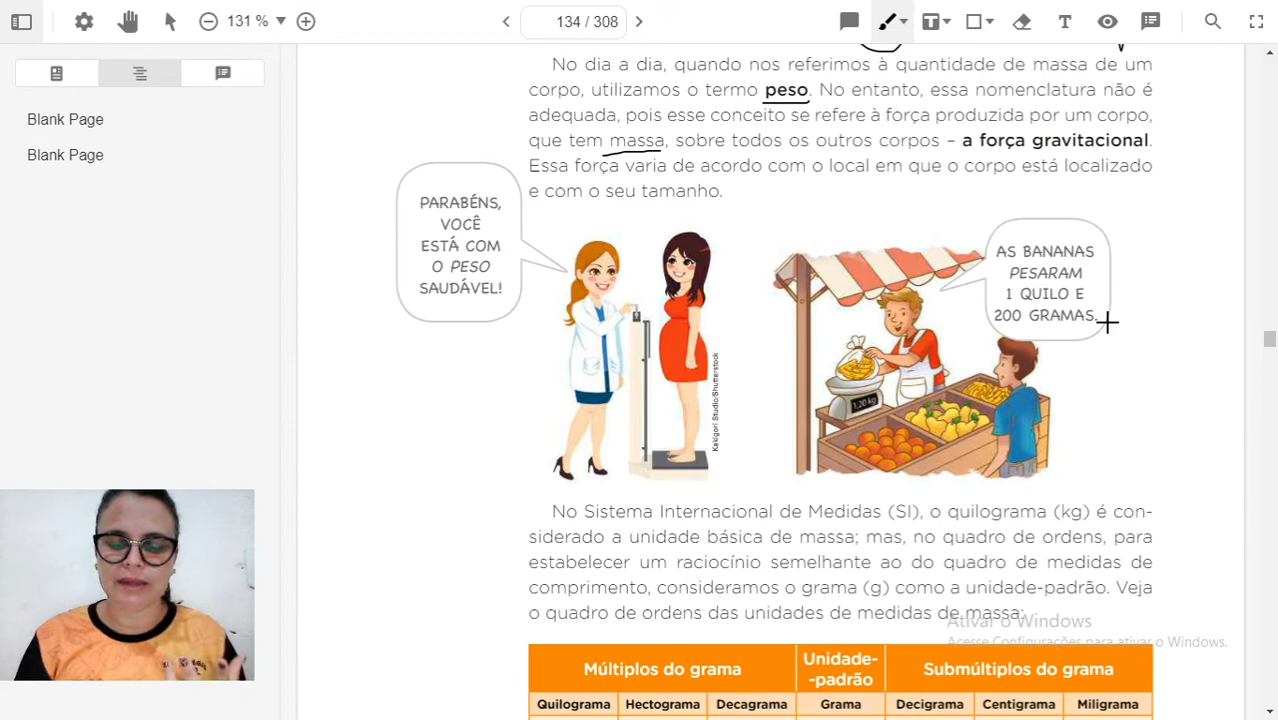 131 %
134 / 308
Blank Page
Blank Page
No dia a dia, quando nos referimos à quantidade de massa de um
corpo, utilizamos o termo peso. No entanto, essa nomenclatura não é
adequada, pois esse conceito se refere à força produzida por um corpo,
que tem massa, sobre todos os outros corpos – a força gravitacional.
Essa força varia de acordo com o local em que o corpo está localizado
e com o seu tamanho.
PARABÉNS,
VOCÊ
ESTÁ COM
O PESO
SAUDÁVEL!
AS BANANAS
PESARAM
1 QUILO E
200 GRAMAS.
1,20 kg
Kakigori Studio/Shutterstock
No Sistema Internacional de Medidas (SI), o quilograma (kg) é con-
siderado a unidade básica de massa; mas, no quadro de ordens, para
estabelecer um raciocínio semelhante ao do quadro de medidas de
comprimento, consideramos o grama (g) como a unidade-padrão. Veja
o quadro de ordens das unidades de medidas de massa:
Ativar o Windows
Acesse Configurações para ativar o Windows.
Múltiplos do grama
Unidade-
-padrão
Submúltiplos do grama
Quilograma Hectograma Decagrama Grama Decigrama Centigrama Miligrama